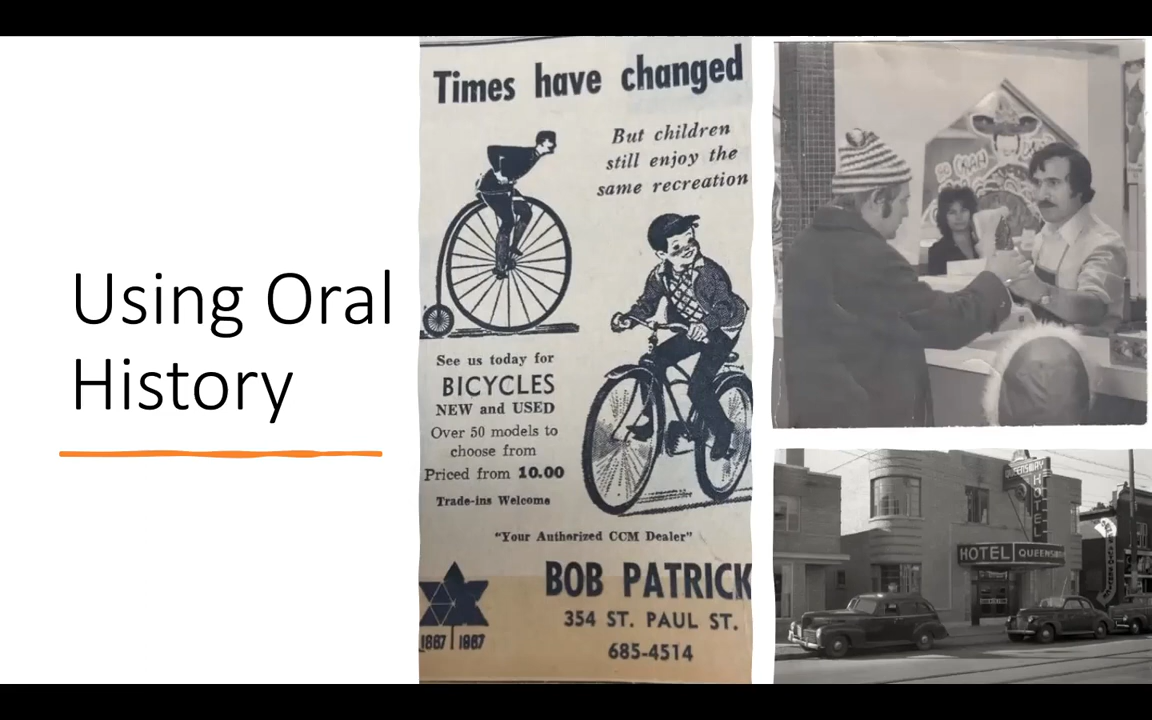 Using Oral
History
Times have changed
But children
still enjoy the
same recreation
See us today for
BICYCLES
NEW and USED
Over 50 models to
choose from
Priced from 10.00
Trade-ins Welcome
"Your Authorized CCM Dealer"
BOB PATRICK
354 ST. PAUL ST.
685-4514
1867 1967
HOTEL
HOTEL QUEENS